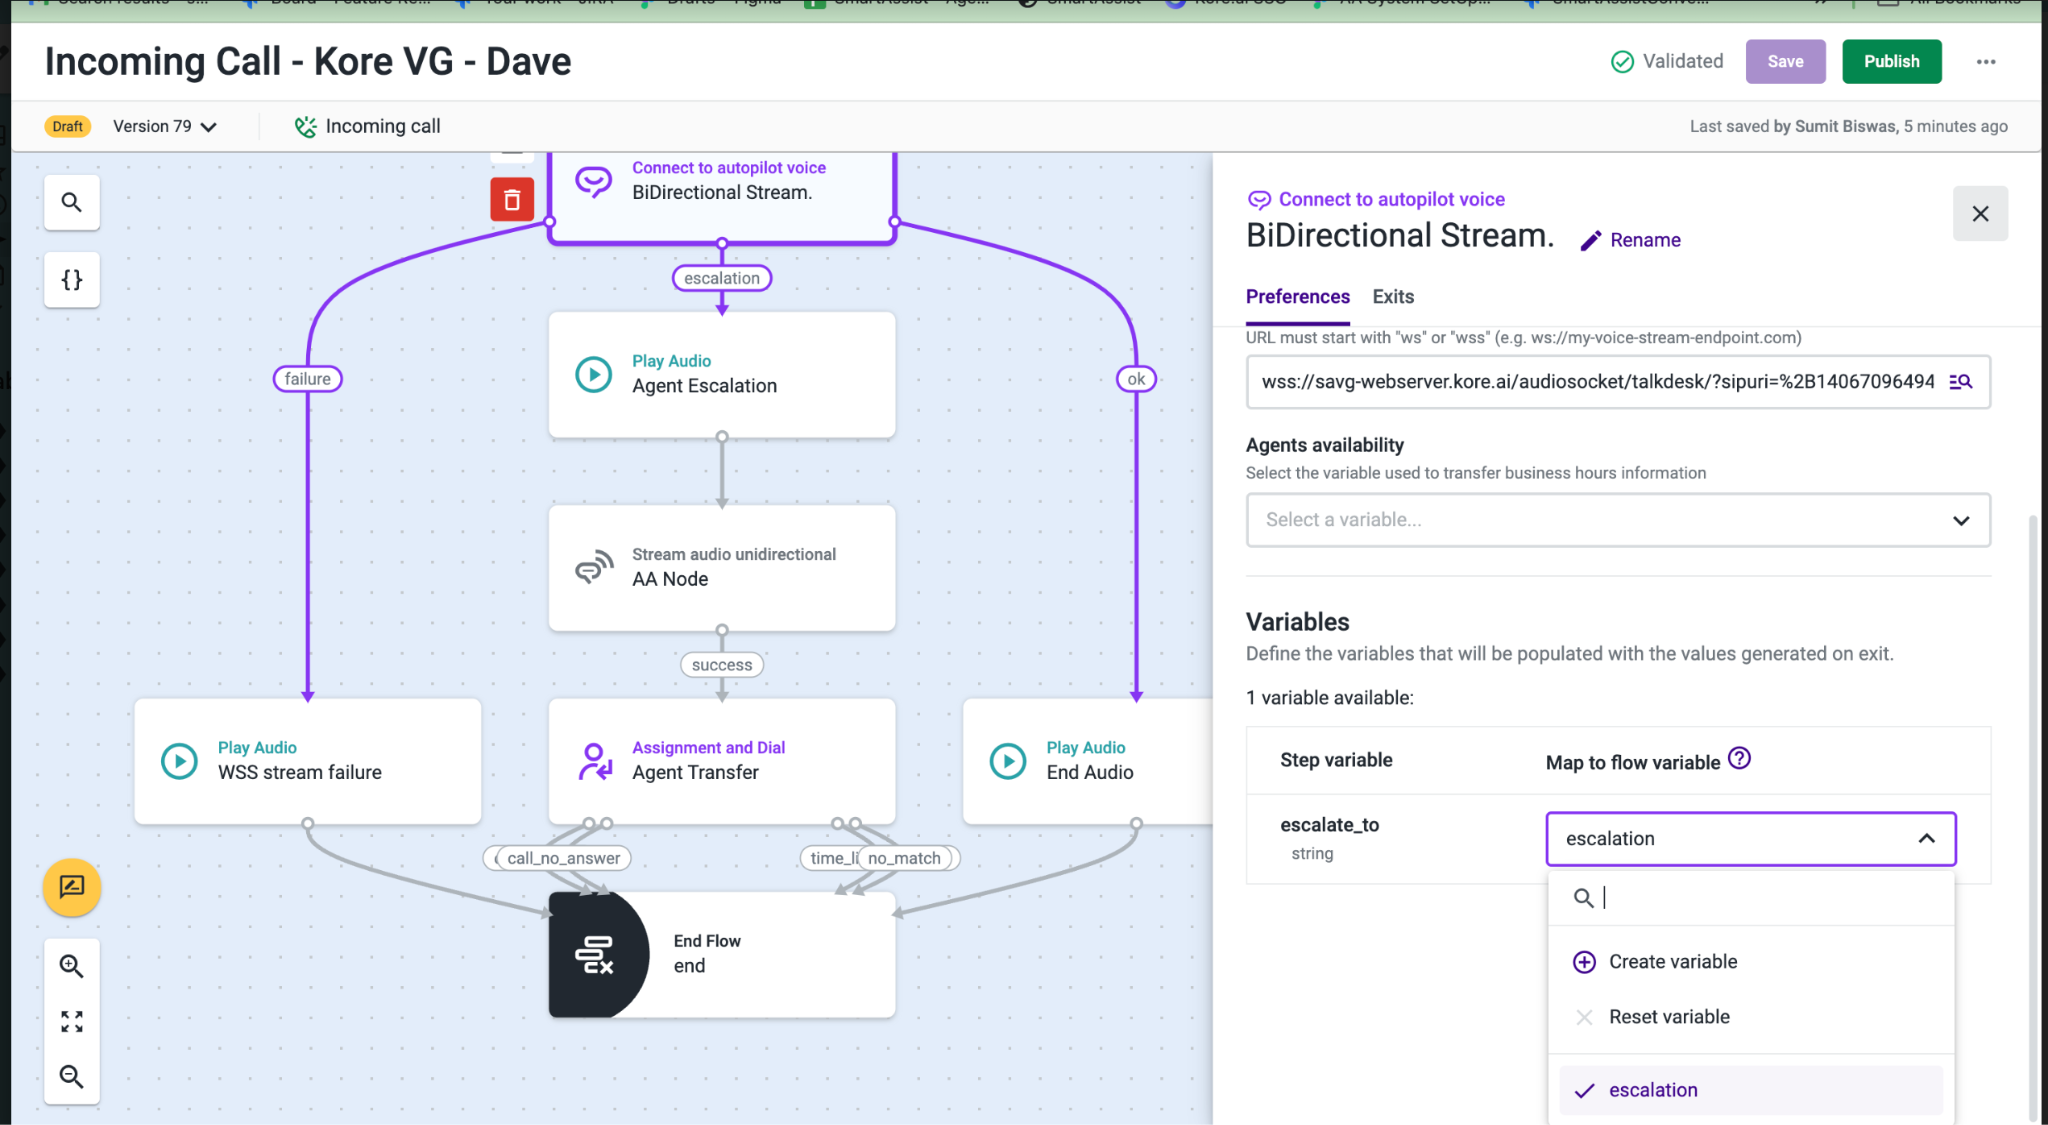 Incoming Call - Kore VG - Dave
Validated
Save
Publish
Draft
Version 79
Incoming call
Last saved by Sumit Biswas, 5 minutes ago
Connect to autopilot voice
BiDirectional Stream.
escalation
failure
ok
Play Audio
Agent Escalation
Stream audio unidirectional
AA Node
success
Play Audio
WSS stream failure
Assignment and Dial
Agent Transfer
Play Audio
End Audio
call_no_answer
time_li
no_match
End Flow
end
Connect to autopilot voice
BiDirectional Stream.
Rename
Preferences
Exits
URL must start with "ws" or "wss" (e.g. ws://my-voice-stream-endpoint.com)
wss://savg-webserver.kore.ai/audiosocket/talkdesk/?sipuri=%2B14067096494
Agents availability
Select the variable used to transfer business hours information
Select a variable...
Variables
Define the variables that will be populated with the values generated on exit.
1 variable available:
Step variable
Map to flow variable
escalate_to
string
escalation
Create variable
Reset variable
escalation